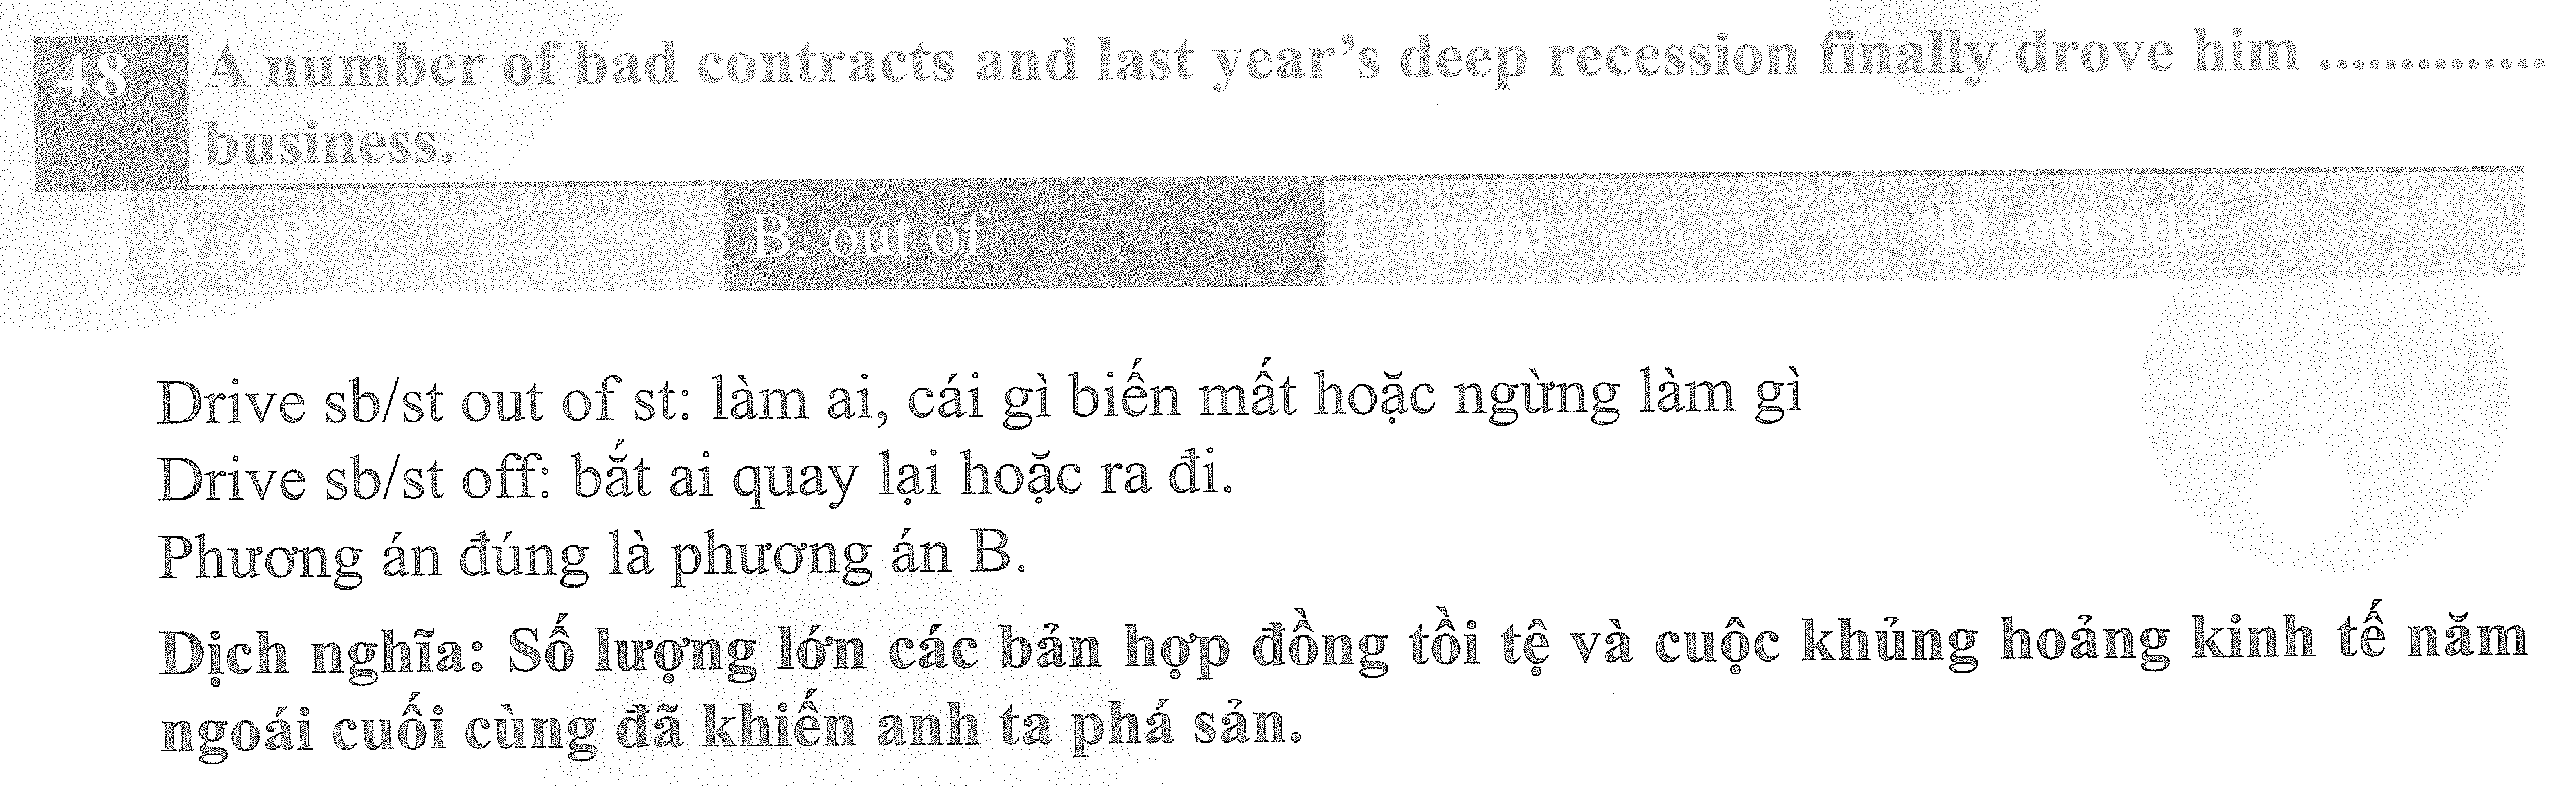 48 A number of bad contracts and last year's deep recession finally drove him ..............
business.
A. off B. out of C. from D. outside
Drive sb/st out of st: làm ai, cái gì biến mất hoặc ngừng làm gì
Drive sb/st off: bắt ai quay lại hoặc ra đi.
Phương án đúng là phương án B.
Dịch nghĩa: Số lượng lớn các bản hợp đồng tồi tệ và cuộc khủng hoảng kinh tế năm
ngoái cuối cùng đã khiến anh ta phá sản.